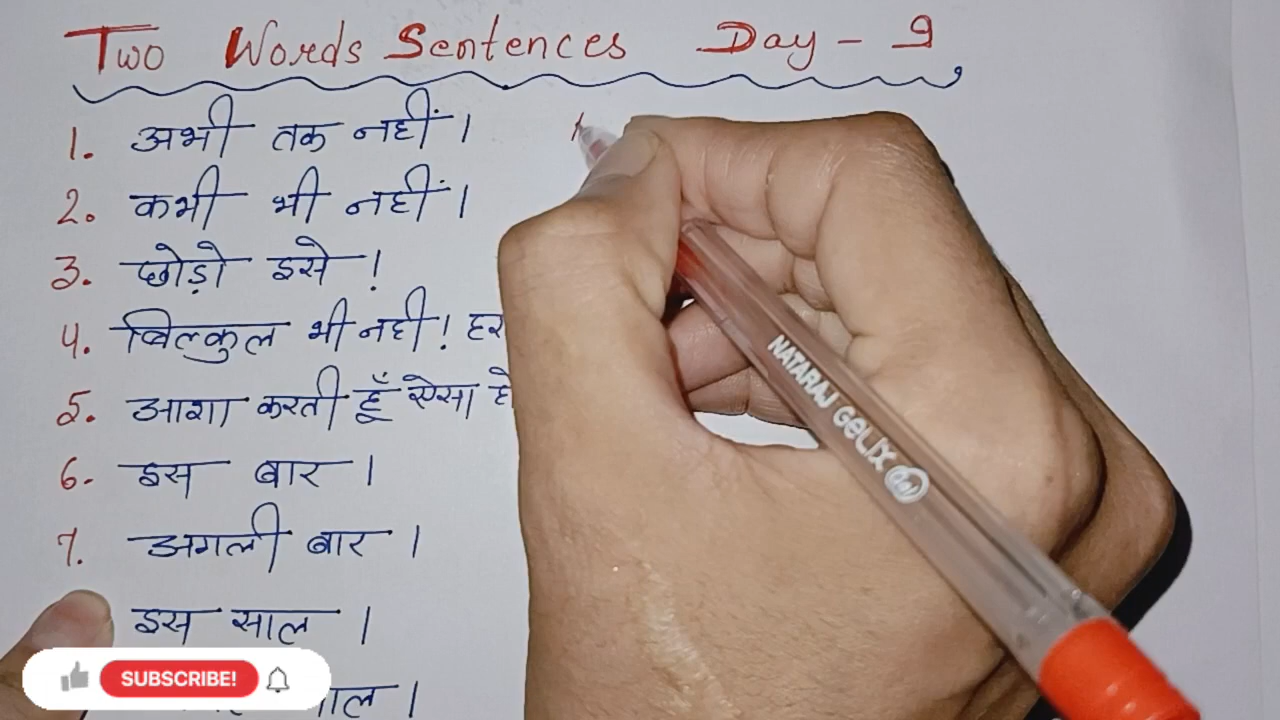 Two Words Sentences Day - 9
1. अभी तक नहीं।
2. कभी भी नहीं।
3. छोड़ो इसे !
4. बिल्कुल भी नही! हर
5. आशा करती हूँ ऐसा
6. इस बार ।
7. अगली बार ।
इस साल ।
साल ।
NATARAJ GELIX
SUBSCRIBE!